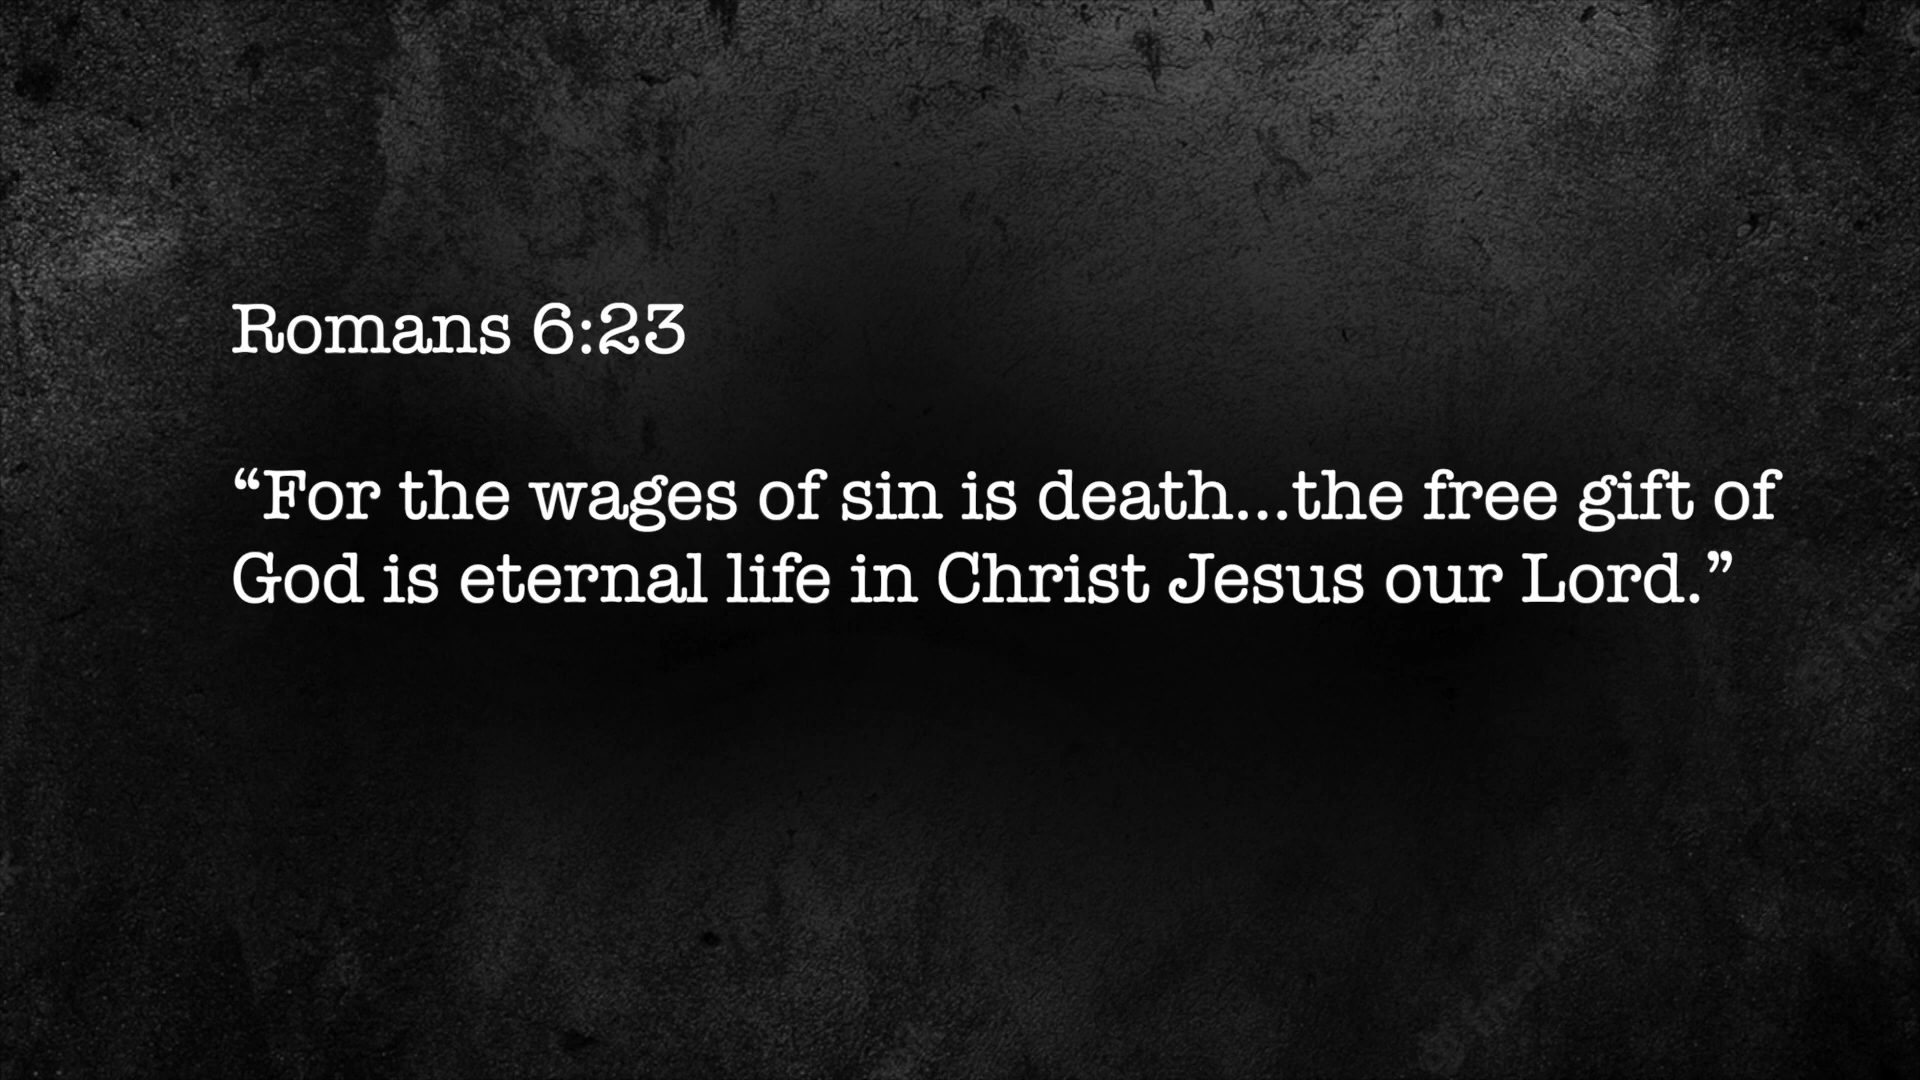 Romans 6:23
“For the wages of sin is death...the free gift of
God is eternal life in Christ Jesus our Lord.”